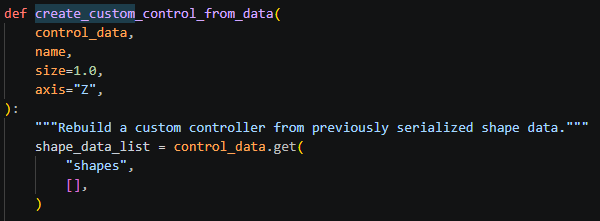 def create_custom_control_from_data(
    control_data,
    name,
    size=1.0,
    axis="Z",
):
    """Rebuild a custom controller from previously serialized shape data."""
    shape_data_list = control_data.get(
        "shapes",
        [],
    )